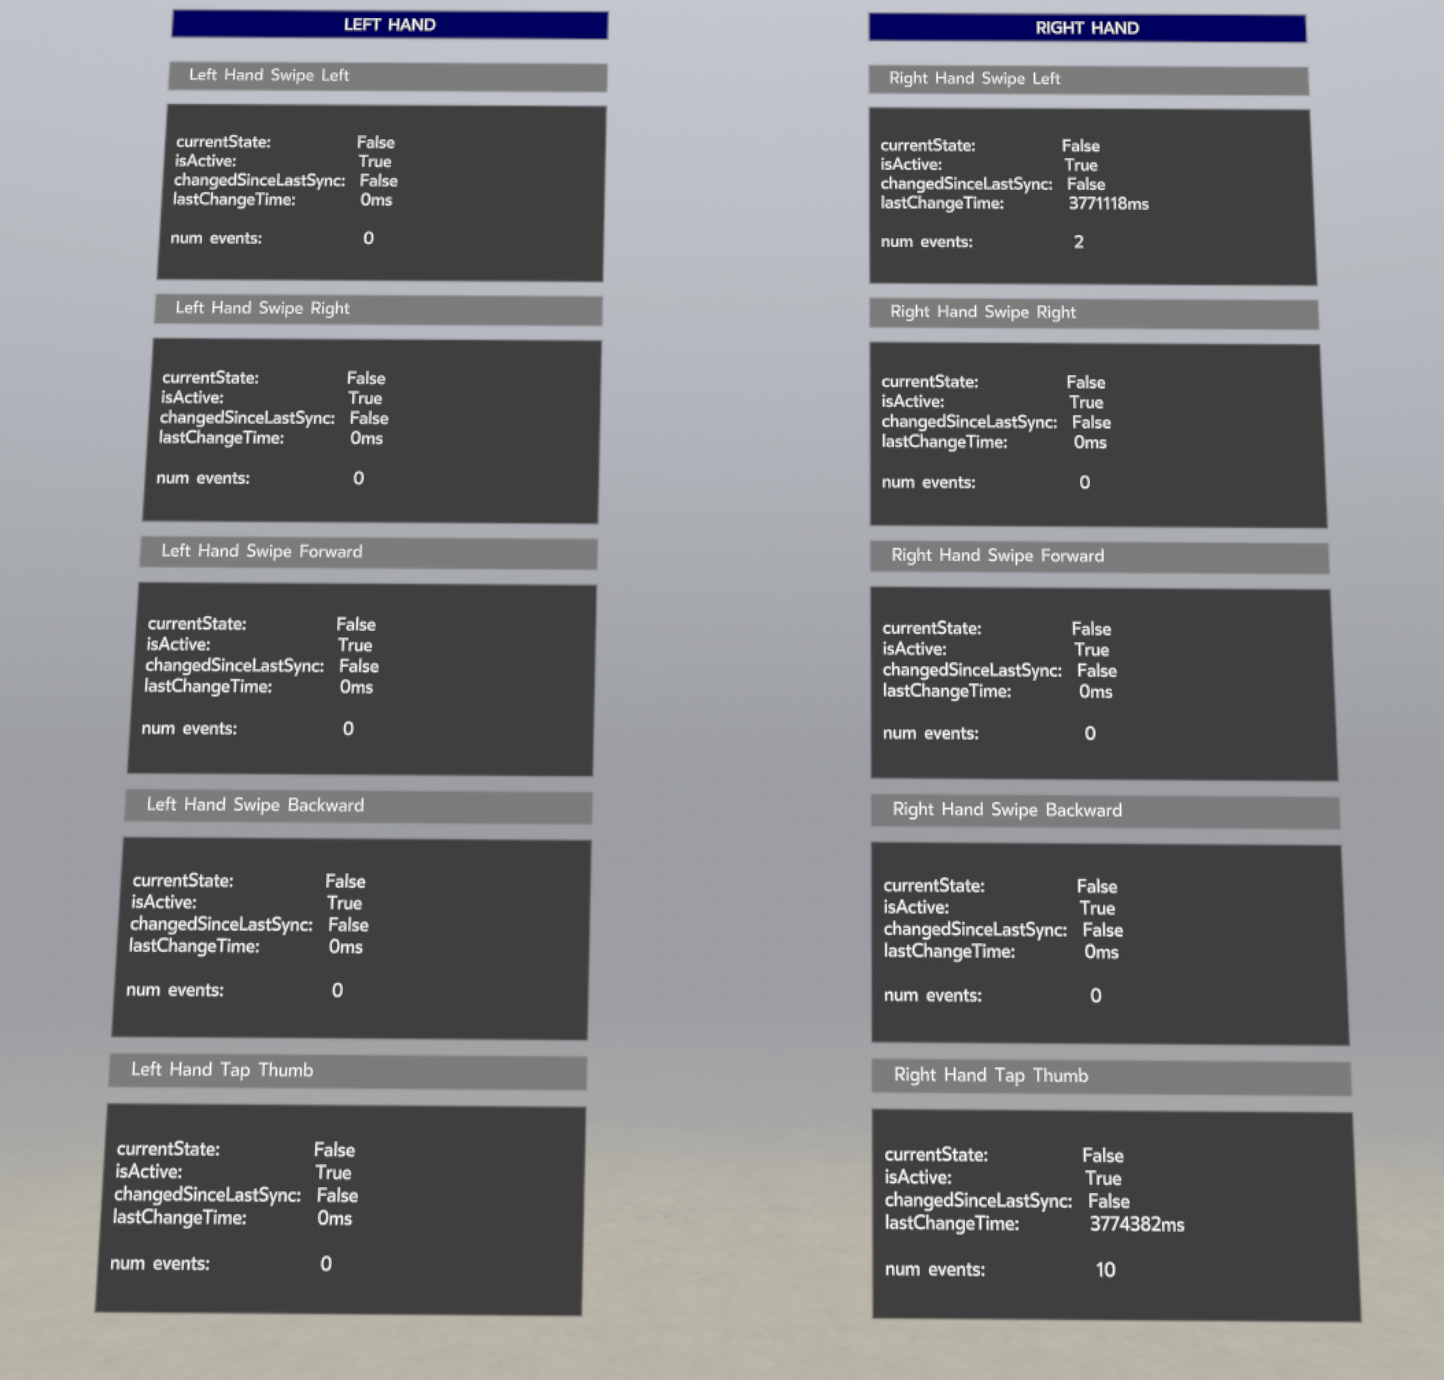 LEFT HAND
Left Hand Swipe Left
currentState: False
isActive: True
changedSinceLastSync: False
lastChangeTime: 0ms
num events: 0
Left Hand Swipe Right
currentState: False
isActive: True
changedSinceLastSync: False
lastChangeTime: 0ms
num events: 0
Left Hand Swipe Forward
currentState: False
isActive: True
changedSinceLastSync: False
lastChangeTime: 0ms
num events: 0
Left Hand Swipe Backward
currentState: False
isActive: True
changedSinceLastSync: False
lastChangeTime: 0ms
num events: 0
Left Hand Tap Thumb
currentState: False
isActive: True
changedSinceLastSync: False
lastChangeTime: 0ms
num events: 0
RIGHT HAND
Right Hand Swipe Left
currentState: False
isActive: True
changedSinceLastSync: False
lastChangeTime: 3771118ms
num events: 2
Right Hand Swipe Right
currentState: False
isActive: True
changedSinceLastSync: False
lastChangeTime: 0ms
num events: 0
Right Hand Swipe Forward
currentState: False
isActive: True
changedSinceLastSync: False
lastChangeTime: 0ms
num events: 0
Right Hand Swipe Backward
currentState: False
isActive: True
changedSinceLastSync: False
lastChangeTime: 0ms
num events: 0
Right Hand Tap Thumb
currentState: False
isActive: True
changedSinceLastSync: False
lastChangeTime: 3774382ms
num events: 10